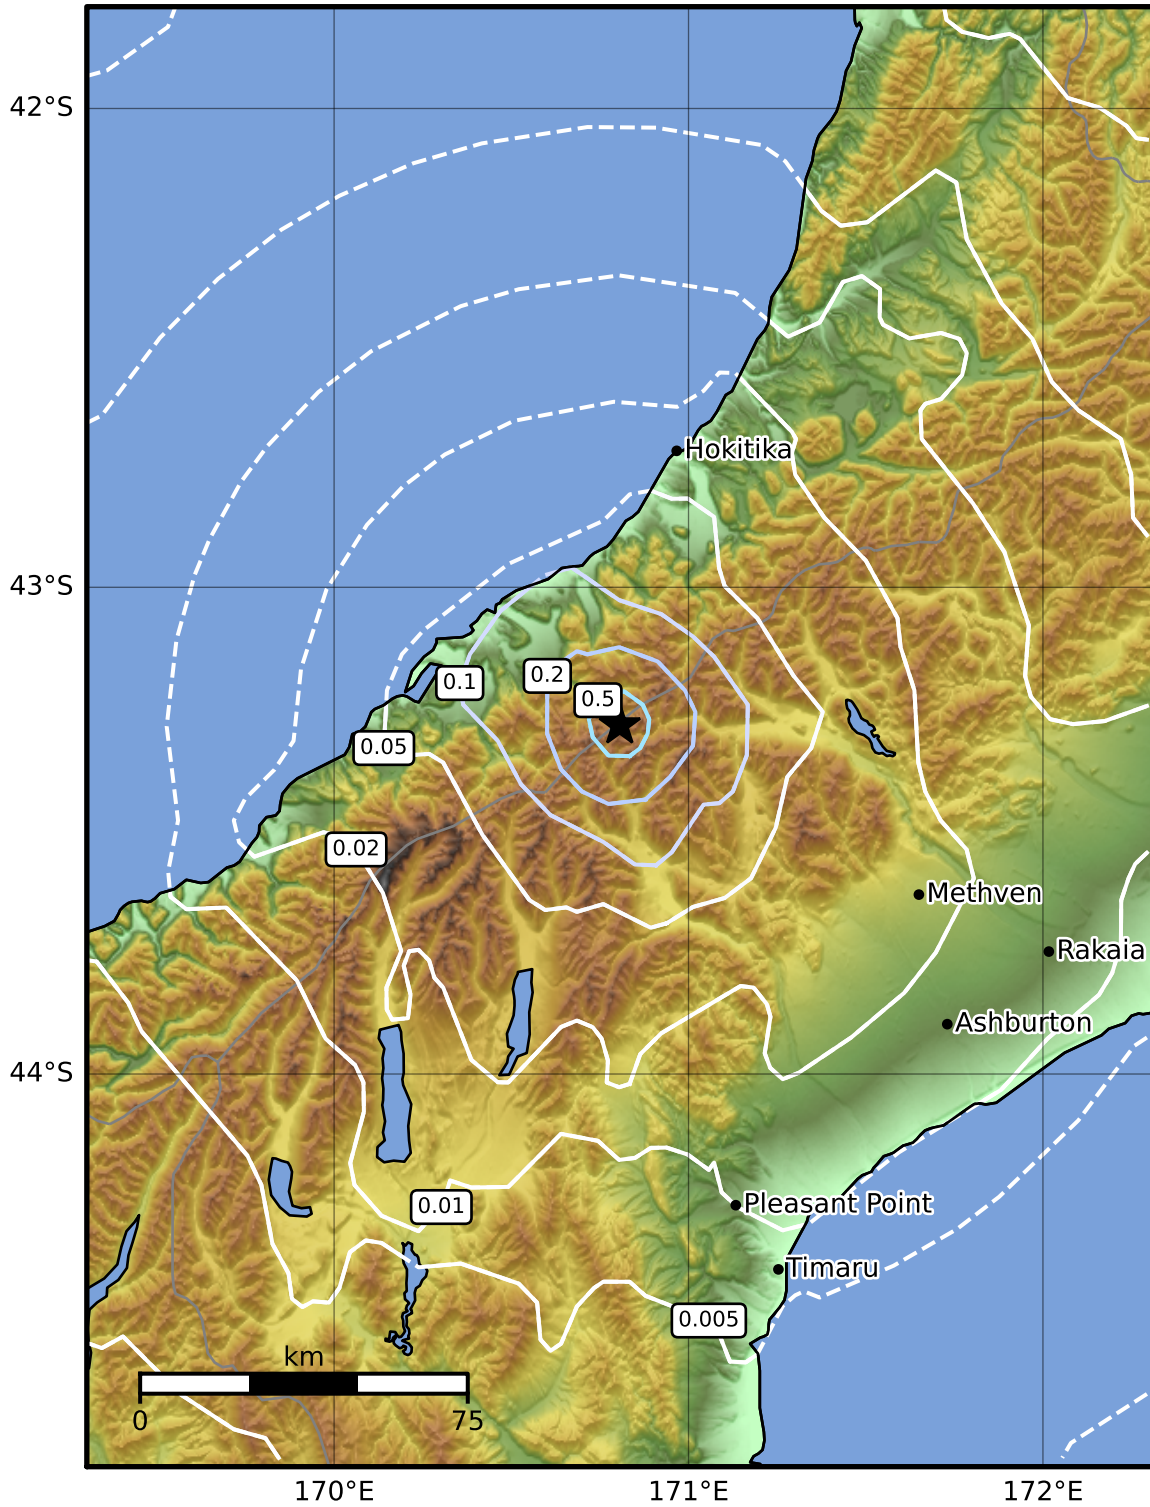 42°S
Hokitika
43°S
0.1
0.2
0.5
0.05
0.02
Methven
Rakaia
Ashburton
44°S
0.01
Pleasant Point
Timaru
0.005
km
0 75
170°E 171°E 172°E